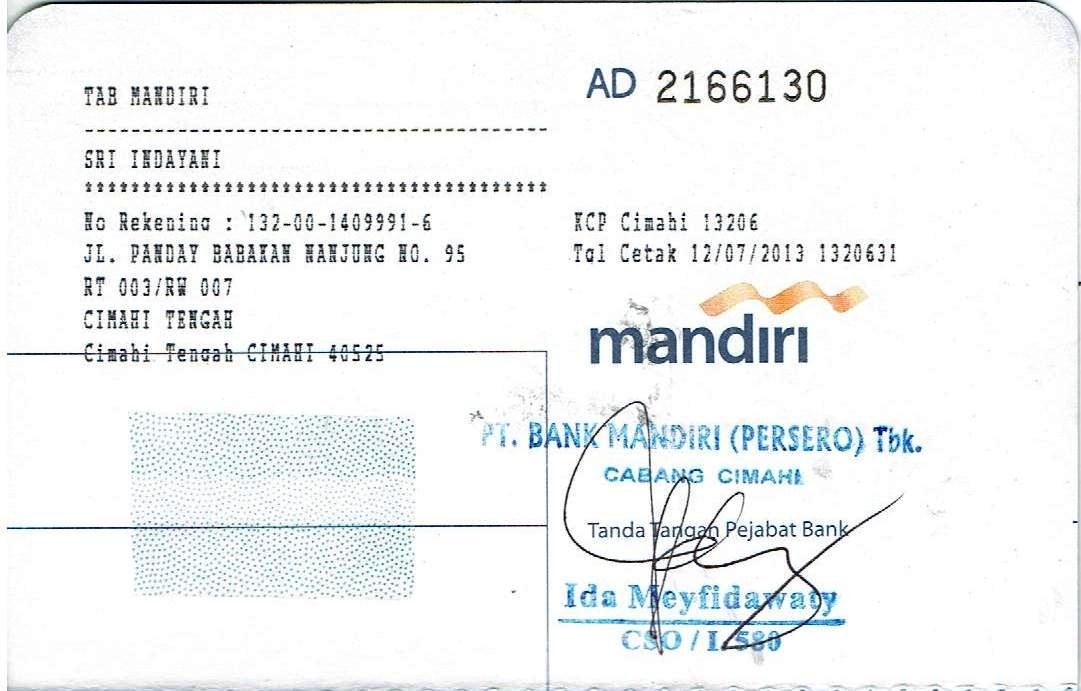 AD 2166130
TAB MANDIRI
----------------------------------------
SRI INDAYANI
****************************************
No Rekening : 132-00-1409991-6
JL. PANDAY BABAKAN NANJUNG NO. 95
RT 003/RW 007
CIMAHI TENGAH
Cimahi Tengah CIMAHI 40525
KCP Cimahi 13206
Tgl Cetak 12/07/2013 1320631
mandiri
PT. BANK MANDIRI (PERSERO) Tbk.
CABANG CIMAHI
Tanda Tangan Pejabat Bank
Ida Meyfidawaty
CSO / I.580